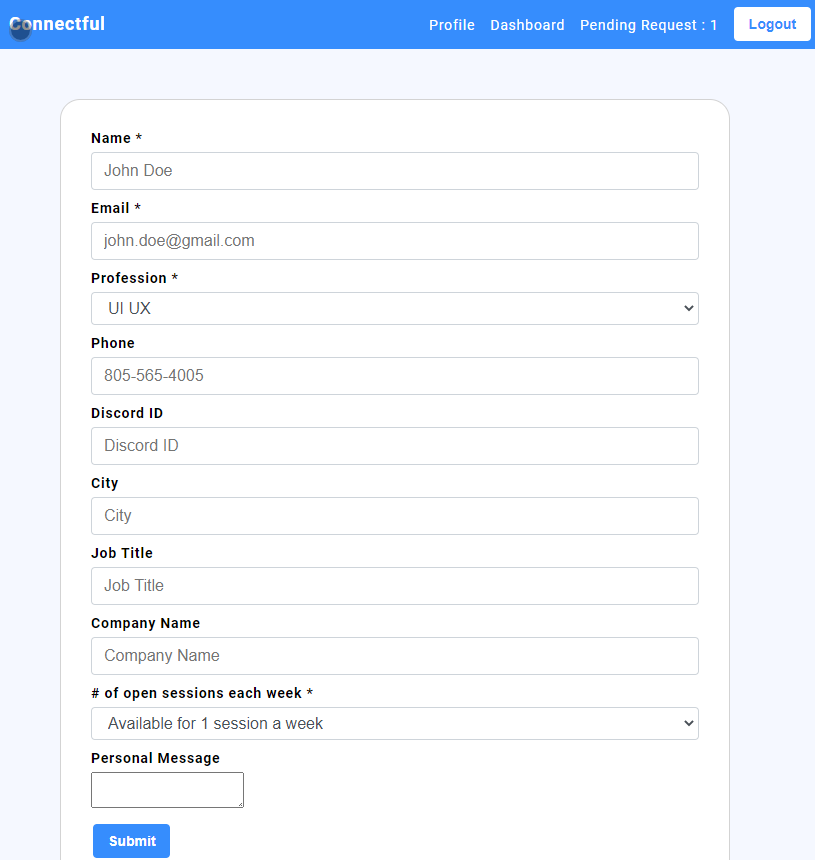 Connectful
Profile Dashboard Pending Request : 1 Logout
Name *
John Doe
Email *
john.doe@gmail.com
Profession *
UI UX
Phone
805-565-4005
Discord ID
Discord ID
City
City
Job Title
Job Title
Company Name
Company Name
# of open sessions each week *
Available for 1 session a week
Personal Message
Submit